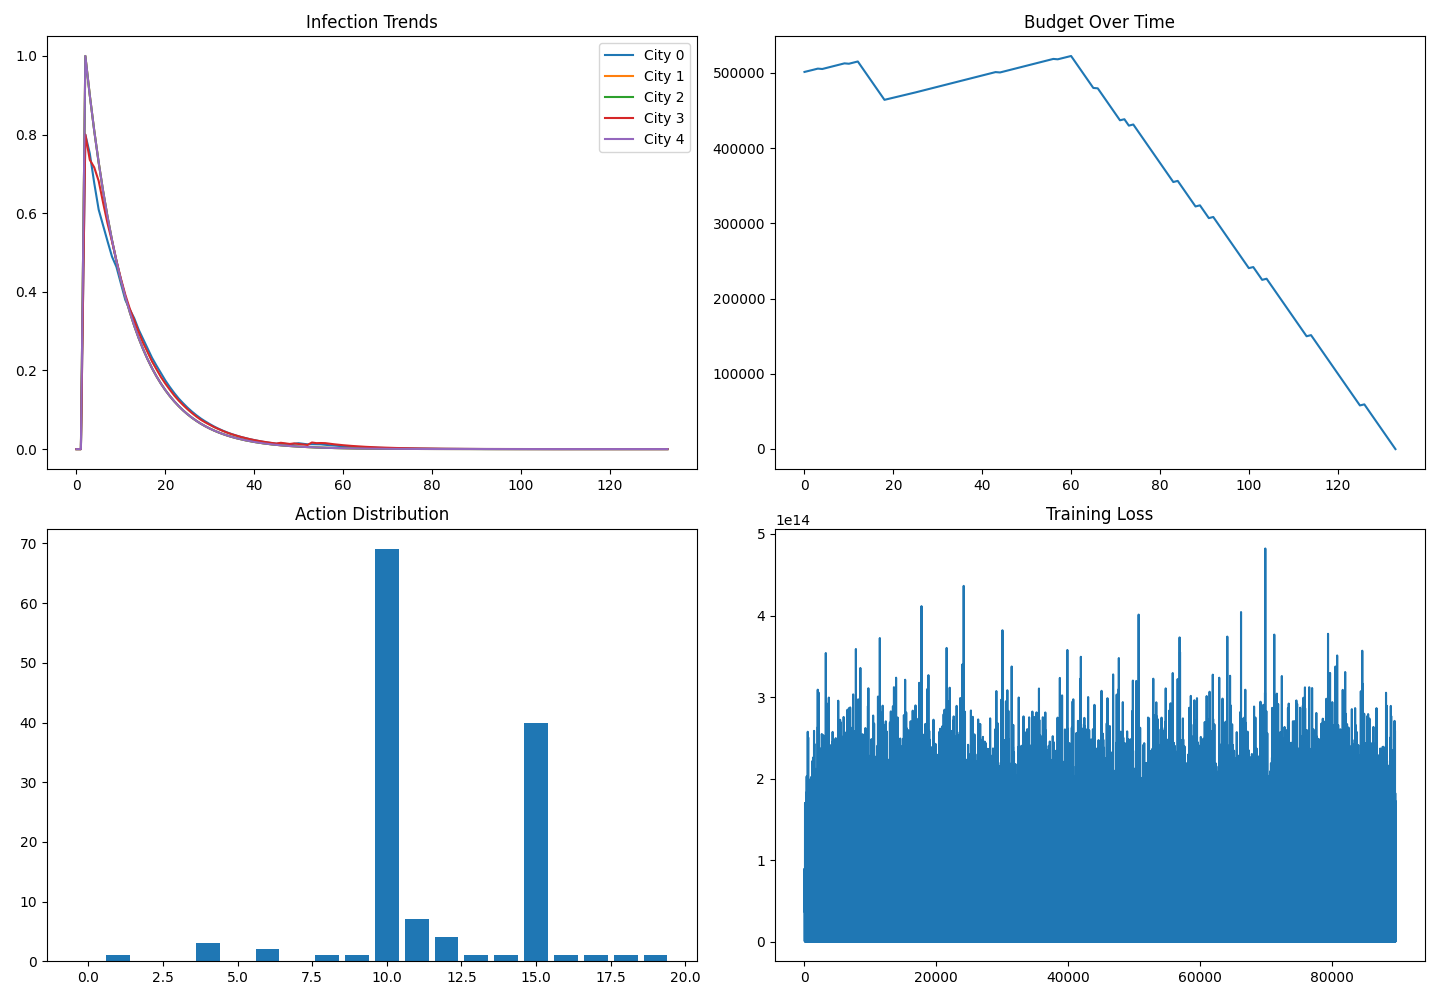 Infection Trends
1.0
0.8
0.6
0.4
0.2
0.0
0 20 40 60 80 100 120
City 0
City 1
City 2
City 3
City 4
Budget Over Time
500000
400000
300000
200000
100000
0
0 20 40 60 80 100 120
Action Distribution
70
60
50
40
30
20
10
0
0.0 2.5 5.0 7.5 10.0 12.5 15.0 17.5 20.0
Training Loss
1e14
5
4
3
2
1
0
0 20000 40000 60000 80000